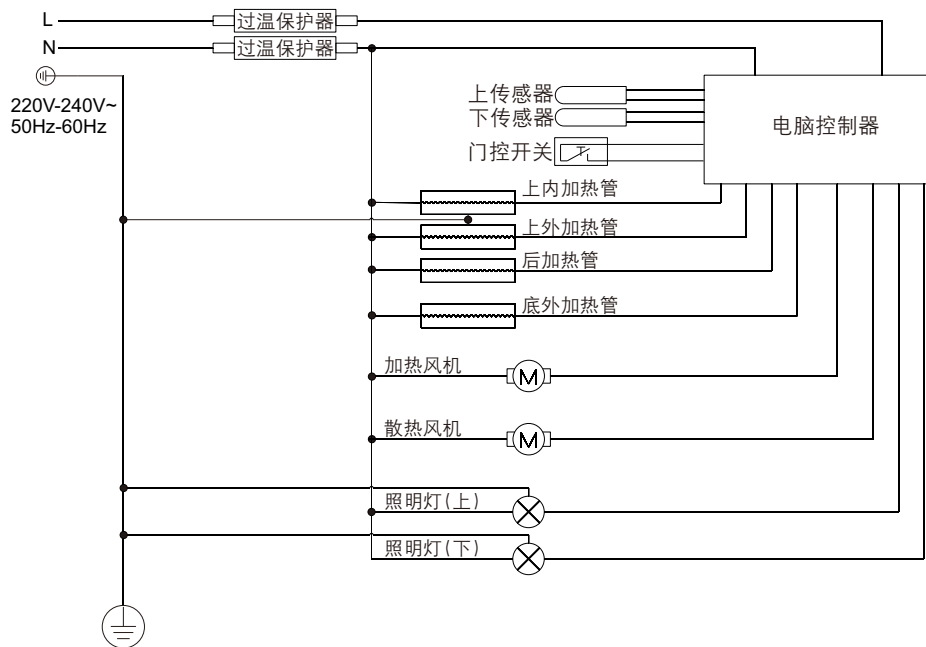 L
过温保护器
N
过温保护器
220V-240V~
50Hz-60Hz
上传感器
下传感器
门控开关
电脑控制器
上内加热管
上外加热管
后加热管
底外加热管
加热风机
M
散热风机
M
照明灯(上)
照明灯(下)